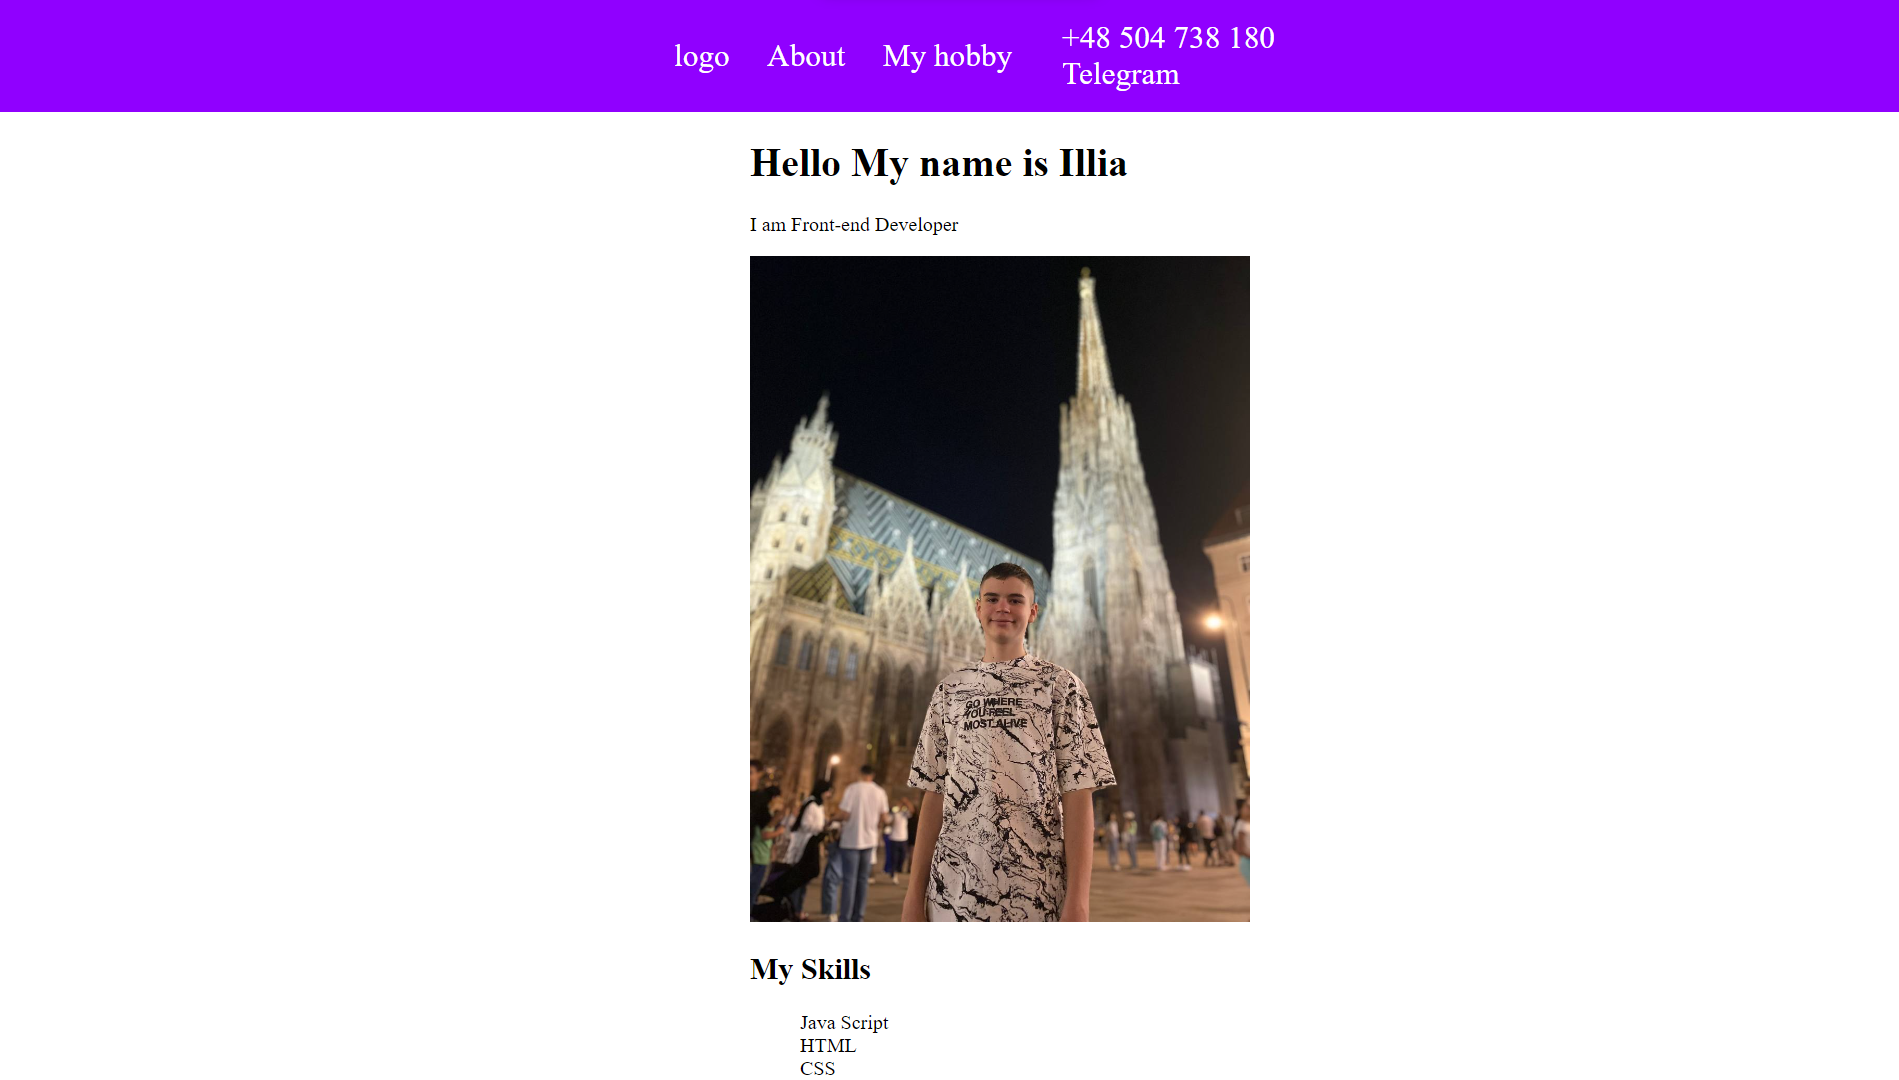 logo About My hobby +48 504 738 180
Telegram
Hello My name is Illia
I am Front-end Developer
GO WHERE
YOU FEEL
MOST ALIVE
My Skills
Java Script
HTML
CSS